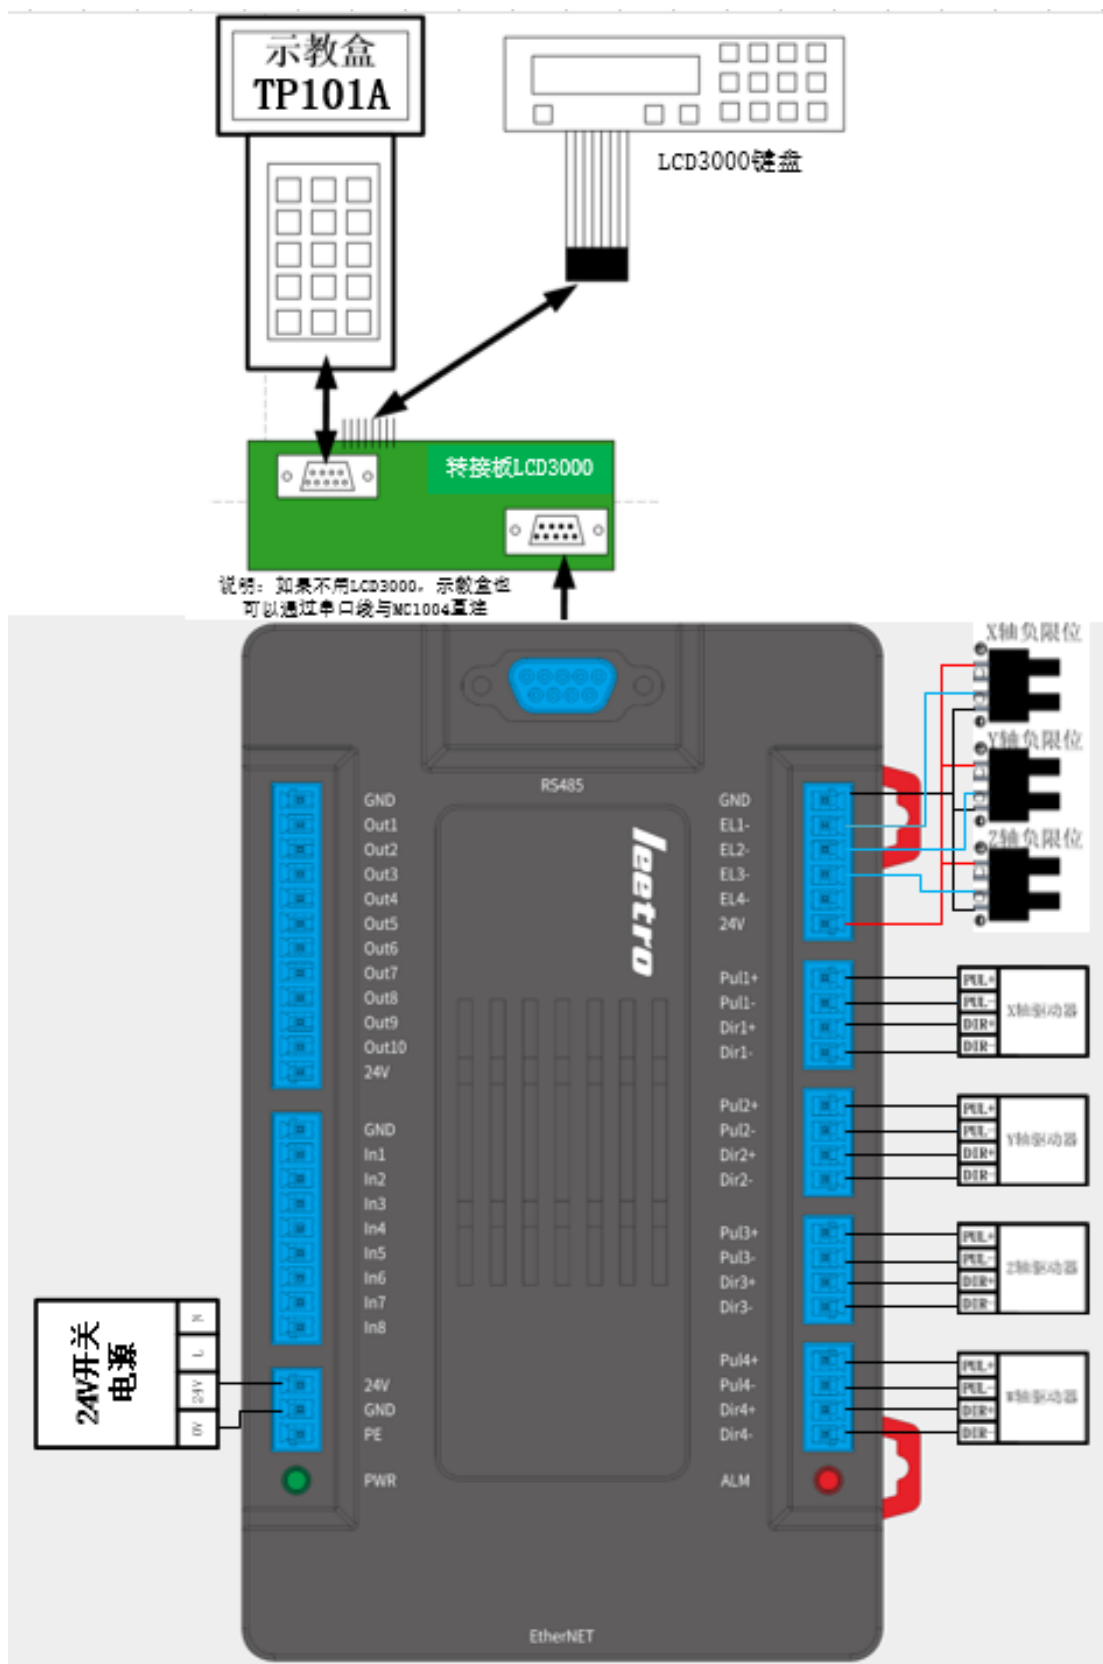 示教盒
TP101A
LCD3000键盘
转接板LCD3000
说明：如果不用LCD3000，示教盒也
可以通过串口线与MC1004直连
RS485
leetro
GND
Out1
Out2
Out3
Out4
Out5
Out6
Out7
Out8
Out9
Out10
24V
GND
In1
In2
In3
In4
In5
In6
In7
In8
24V
GND
PE
PWR
24V开关
电源
N
L
24V
0V
GND
EL1-
EL2-
EL3-
EL4-
24V
Pul1+
Pul1-
Dir1+
Dir1-
Pul2+
Pul2-
Dir2+
Dir2-
Pul3+
Pul3-
Dir3+
Dir3-
Pul4+
Pul4-
Dir4+
Dir4-
ALM
X轴负限位
Y轴负限位
Z轴负限位
PUL+
PUL-
DIR+
DIR-
X轴驱动器
PUL+
PUL-
DIR+
DIR-
Y轴驱动器
PUL+
PUL-
DIR+
DIR-
Z轴驱动器
PUL+
PUL-
DIR+
DIR-
W轴驱动器
EtherNET